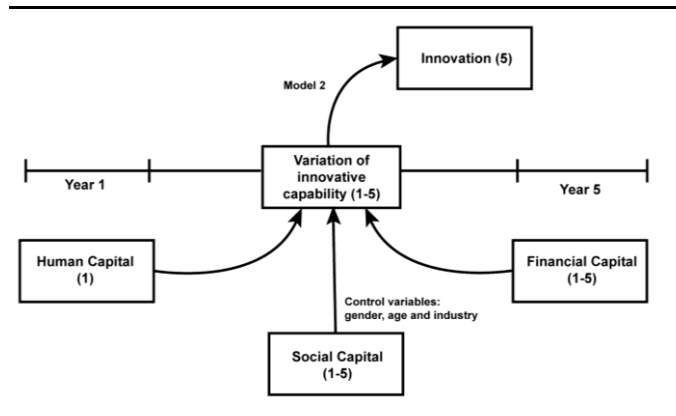 Innovation (5)
Model 2
Variation of
innovative
capability (1-5)
Year 1
Year 5
Human Capital
(1)
Financial Capital
(1-5)
Control variables:
gender, age and industry
Social Capital
(1-5)